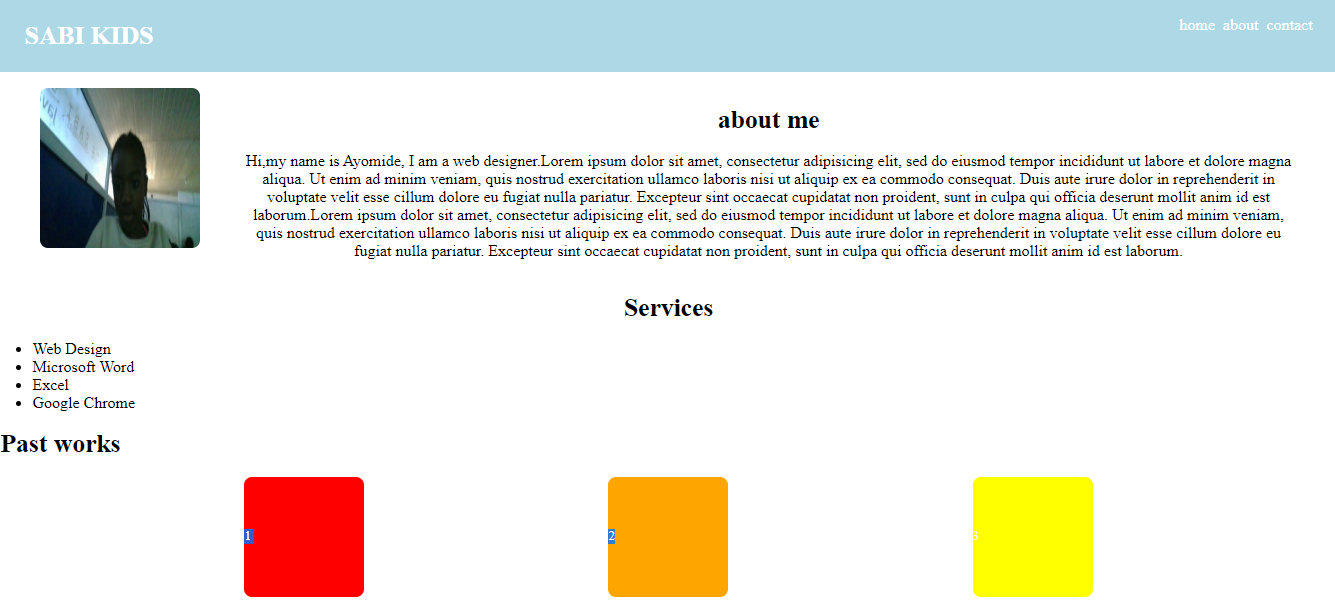 SABI KIDS
home about contact
about me
Hi,my name is Ayomide, I am a web designer.Lorem ipsum dolor sit amet, consectetur adipisicing elit, sed do eiusmod tempor incididunt ut labore et dolore magna
aliqua. Ut enim ad minim veniam, quis nostrud exercitation ullamco laboris nisi ut aliquip ex ea commodo consequat. Duis aute irure dolor in reprehenderit in
voluptate velit esse cillum dolore eu fugiat nulla pariatur. Excepteur sint occaecat cupidatat non proident, sunt in culpa qui officia deserunt mollit anim id est
laborum.Lorem ipsum dolor sit amet, consectetur adipisicing elit, sed do eiusmod tempor incididunt ut labore et dolore magna aliqua. Ut enim ad minim veniam,
quis nostrud exercitation ullamco laboris nisi ut aliquip ex ea commodo consequat. Duis aute irure dolor in reprehenderit in voluptate velit esse cillum dolore eu
fugiat nulla pariatur. Excepteur sint occaecat cupidatat non proident, sunt in culpa qui officia deserunt mollit anim id est laborum.
Services
Web Design
Microsoft Word
Excel
Google Chrome
Past works
1
2
3